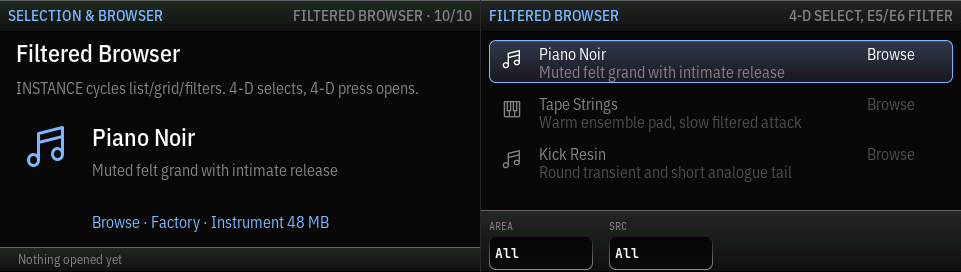 SELECTION & BROWSER
FILTERED BROWSER · 10/10
Filtered Browser
INSTANCE cycles list/grid/filters. 4-D selects, 4-D press opens.
Piano Noir
Muted felt grand with intimate release
Browse · Factory · Instrument 48 MB
Nothing opened yet
FILTERED BROWSER
4-D SELECT, E5/E6 FILTER
Piano Noir
Browse
Muted felt grand with intimate release
Tape Strings
Browse
Warm ensemble pad, slow filtered attack
Kick Resin
Browse
Round transient and short analogue tail
AREA
SRC
All
All